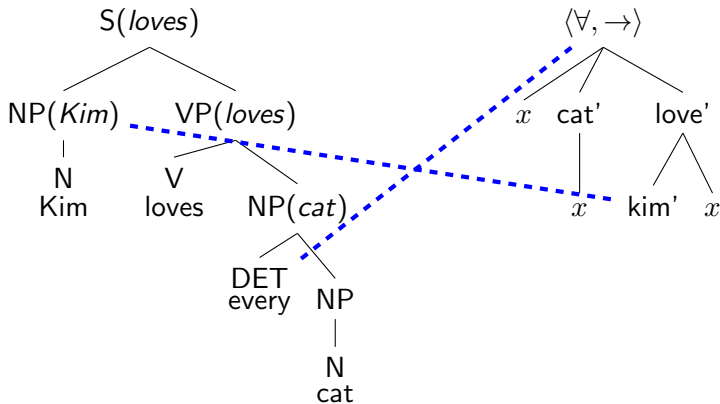 S(loves) ⟨∀, →⟩
NP(Kim) VP(loves) x cat' love'
N V NP(cat) x kim' x
Kim loves
DET NP
every
N
cat